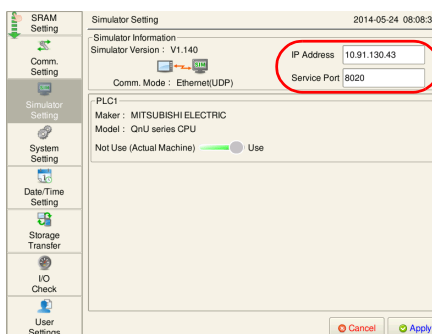 SRAM
Setting
Comm.
Setting
Simulator
Setting
System
Setting
Date/Time
Setting
Storage
Transfer
I/O
Check
User
Settings
Simulator Setting
2014-05-24 08:08:3
Simulator Information
Simulator Version : V1.140
SIM
Comm. Mode : Ethernet(UDP)
IP Address 10.91.130.43
Service Port 8020
PLC1
Maker : MITSUBISHI ELECTRIC
Model : QnU series CPU
Not Use (Actual Machine) Use
Cancel Apply